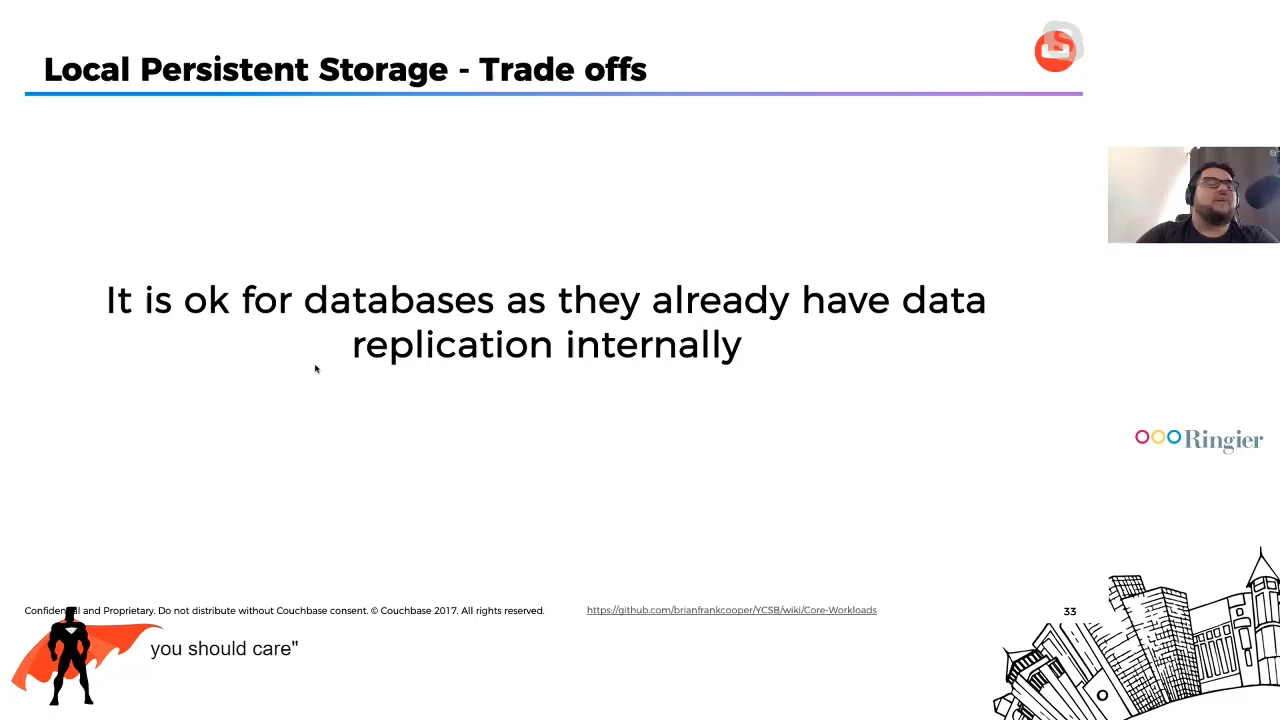 Local Persistent Storage - Trade offs
It is ok for databases as they already have data
replication internally
Ringier
Confidential and Proprietary. Do not distribute without Couchbase consent. © Couchbase 2017. All rights reserved.
https://github.com/brianfrankcooper/YCSB/wiki/Core-Workloads
33
you should care"